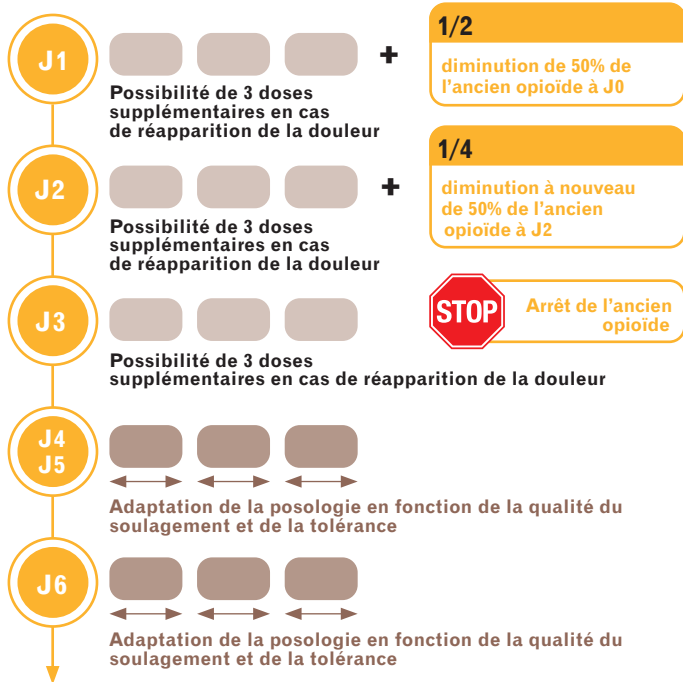 J1
+
1/2
diminution de 50% de
l’ancien opioïde à J0
Possibilité de 3 doses
supplémentaires en cas
de réapparition de la douleur
J2
+
1/4
diminution à nouveau
de 50% de l’ancien
opioïde à J2
Possibilité de 3 doses
supplémentaires en cas
de réapparition de la douleur
J3
STOP
Arrêt de l’ancien
opioïde
Possibilité de 3 doses
supplémentaires en cas de réapparition de la douleur
J4
J5
Adaptation de la posologie en fonction de la qualité du
soulagement et de la tolérance
J6
Adaptation de la posologie en fonction de la qualité du
soulagement et de la tolérance